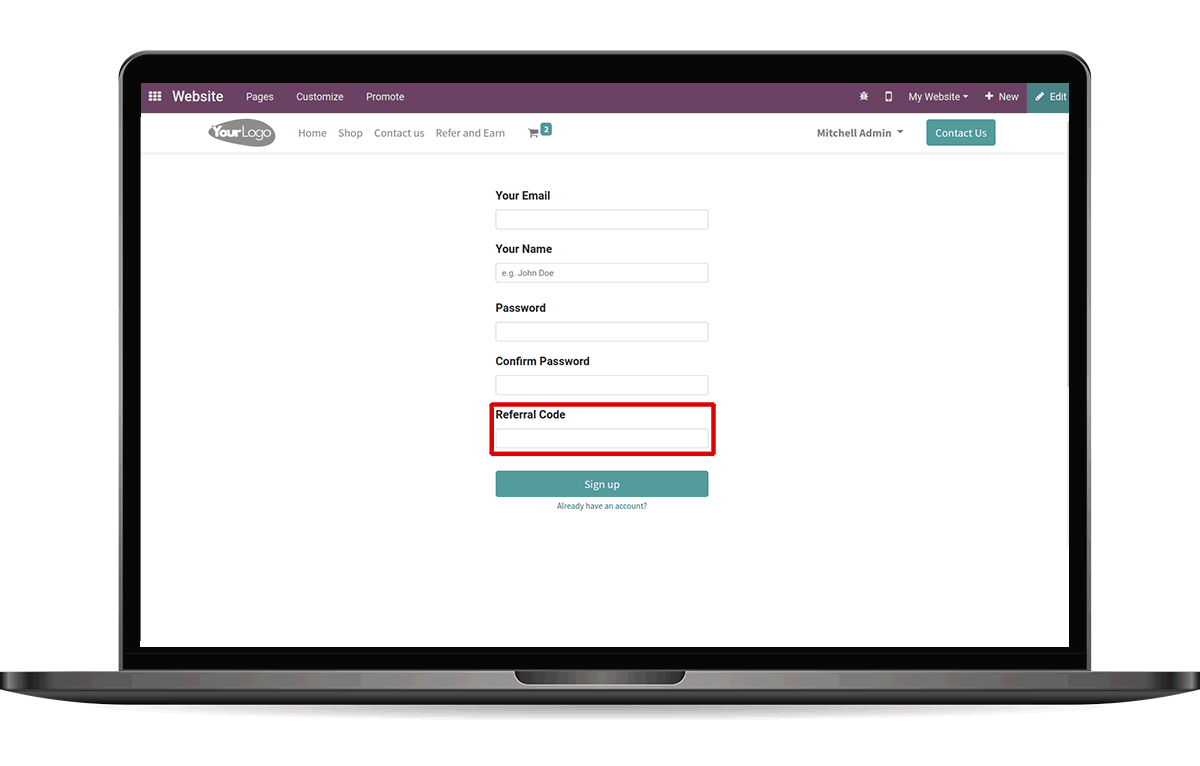 Website Pages Customize Promote My Website + New Edit
YourLogo Home Shop Contact us Refer and Earn 2 Mitchell Admin Contact Us
Your Email
Your Name
e.g. John Doe
Password
Confirm Password
Referral Code
Sign up
Already have an account?